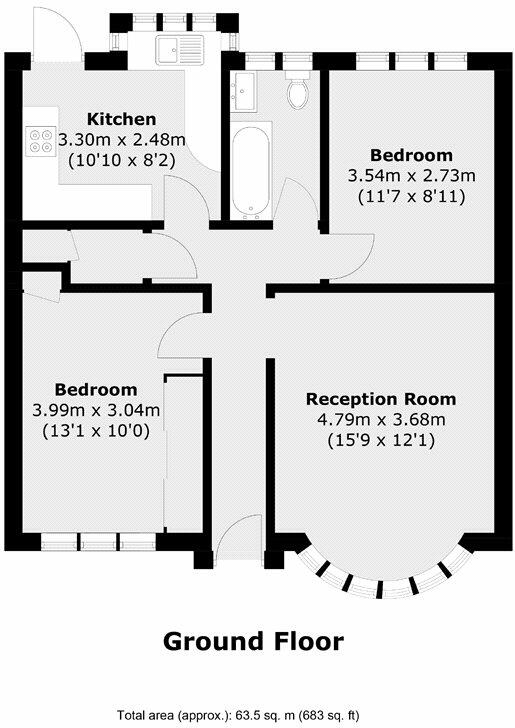 Kitchen
3.30m x 2.48m
(10'10 x 8'2)
Bedroom
3.54m x 2.73m
(11'7 x 8'11)
Bedroom
3.99m x 3.04m
(13'1 x 10'0)
Reception Room
4.79m x 3.68m
(15'9 x 12'1)
Ground Floor
Total area (approx.): 63.5 sq. m (683 sq. ft)